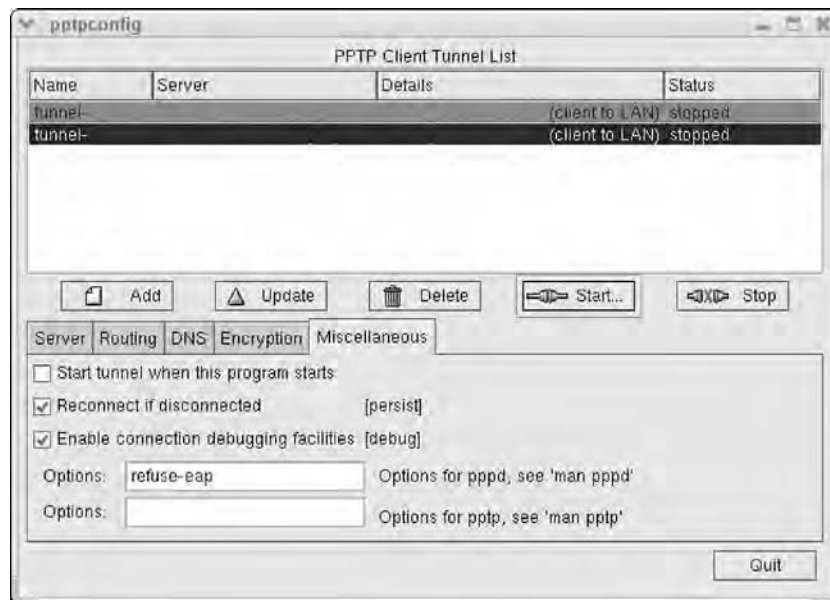 pptpconfig
PPTP Client Tunnel List
Name Server Details Status
tunnel- (client to LAN) stopped
tunnel- (client to LAN) stopped
Add Update Delete Start... Stop
Server Routing DNS Encryption Miscellaneous
Start tunnel when this program starts
Reconnect if disconnected [persist]
Enable connection debugging facilities [debug]
Options: refuse-eap Options for pppd, see 'man pppd'
Options: Options for pptp, see 'man pptp'
Quit